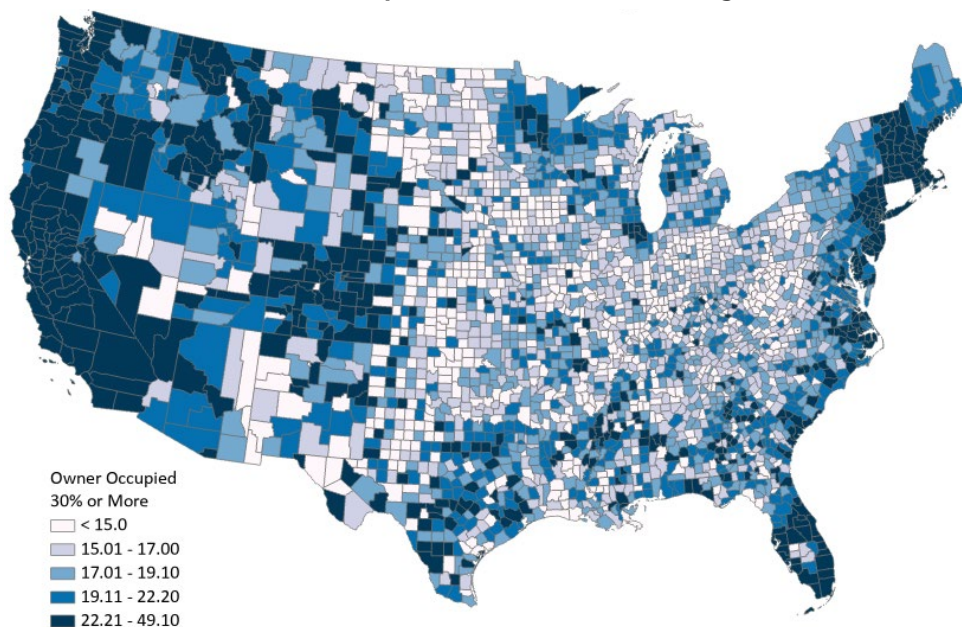 Owner Occupied
30% or More
< 15.0
15.01 - 17.00
17.01 - 19.10
19.11 - 22.20
22.21 - 49.10